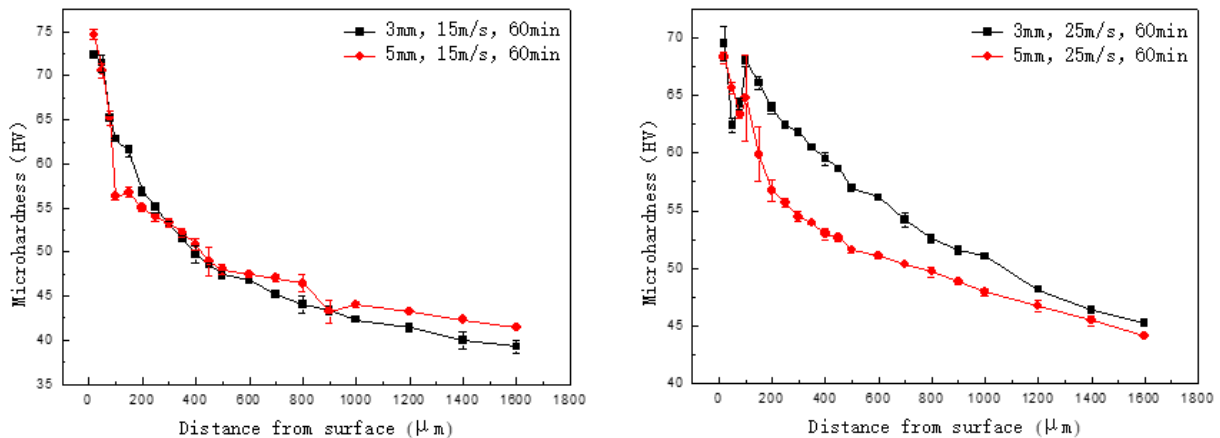 3mm, 15m/s, 60min
5mm, 15m/s, 60min
75
70
65
60
55
50
45
40
35
Microhardness (HV)
0 200 400 600 800 1000 1200 1400 1600 1800
Distance from surface (μm)
3mm, 25m/s, 60min
5mm, 25m/s, 60min
70
65
60
55
50
45
40
Microhardness (HV)
0 200 400 600 800 1000 1200 1400 1600 1800
Distance from surface (μm)